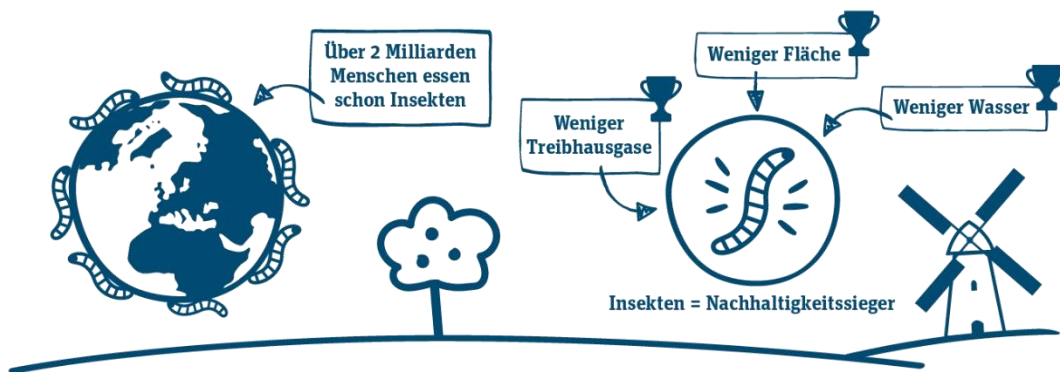 Über 2 Milliarden
Menschen essen
schon Insekten
Weniger Fläche
Weniger Wasser
Weniger
Treibhausgase
Insekten = Nachhaltigkeitssieger